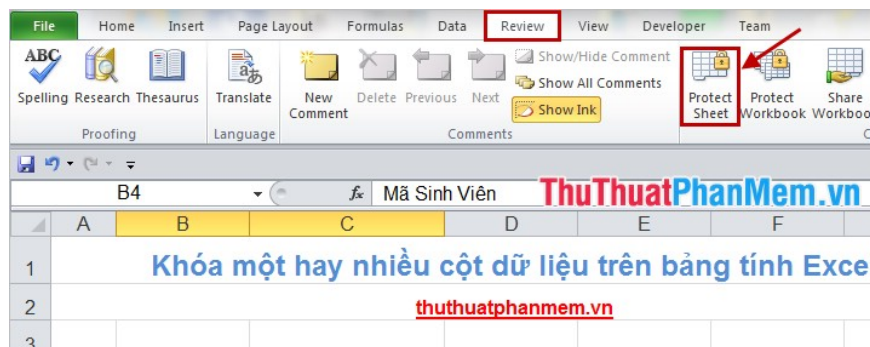 File Home Insert Page Layout Formulas Data Review View Developer Team
ABC
Spelling Research Thesaurus Translate New Comment Delete Previous Next Show/Hide Comment Show All Comments Show Ink Protect Sheet Protect Workbook Share
Proofing Language Comments
B4 fx Mã Sinh Viên ThuThuatPhanMem.vn
A B C D E F
1 Khóa một hay nhiều cột dữ liệu trên bảng tính
2 thuthuatphanmem.vn
3